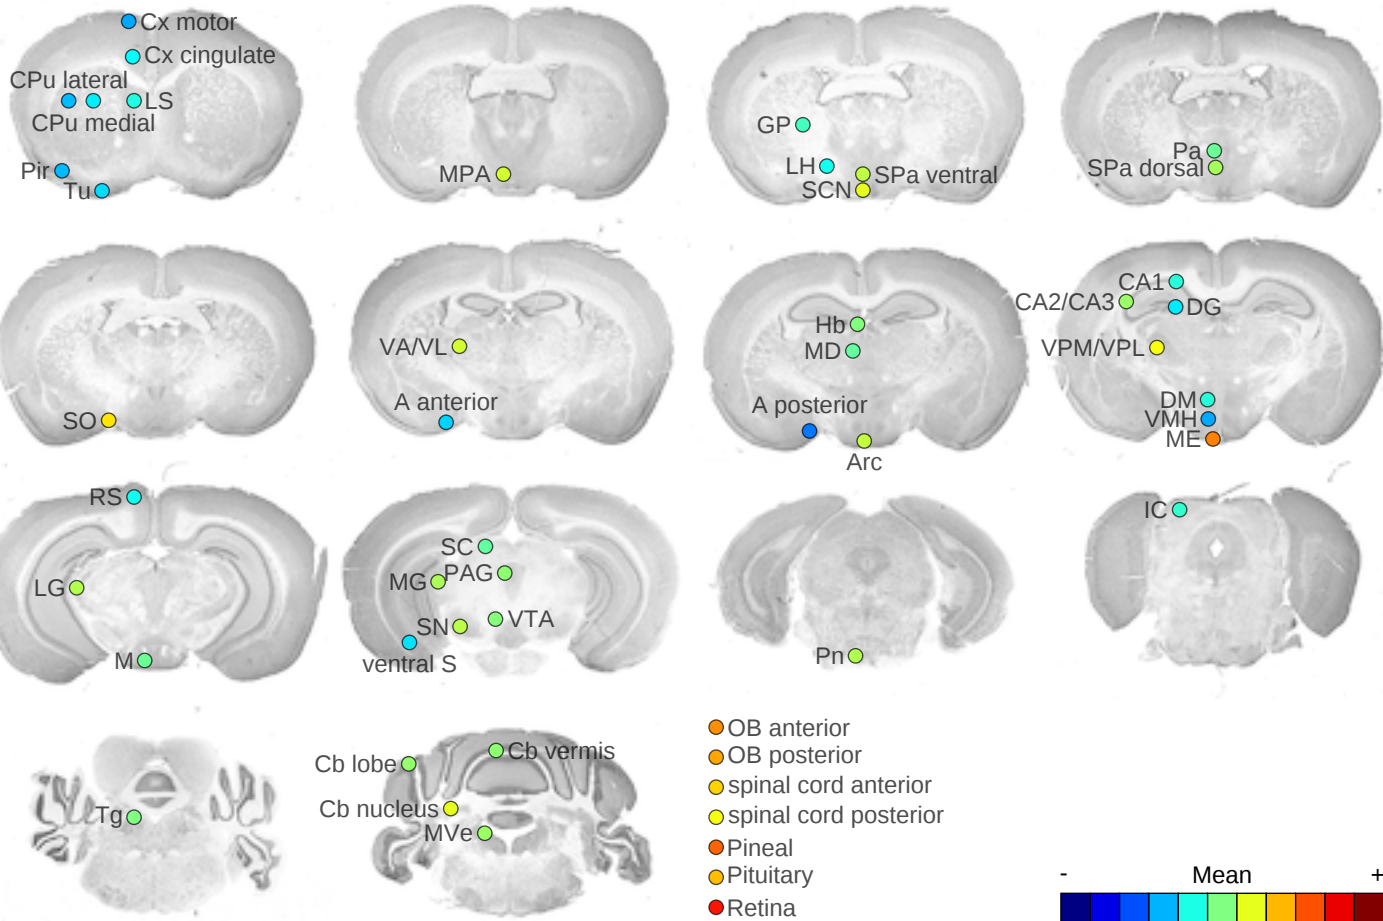 Cx motor
Cx cingulate
CPu lateral
LS
CPu medial
Pir
Tu
MPA
GP
LH
SPa ventral
SCN
Pa
SPa dorsal
SO
VA/VL
A anterior
Hb
MD
A posterior
Arc
CA1
CA2/CA3
DG
VPM/VPL
DM
VMH
ME
RS
LG
M
SC
PAG
MG
VTA
SN
ventral S
Pn
IC
Tg
Cb vermis
Cb lobe
Cb nucleus
MVe
OB anterior
OB posterior
spinal cord anterior
spinal cord posterior
Pineal
Pituitary
Retina
- Mean +